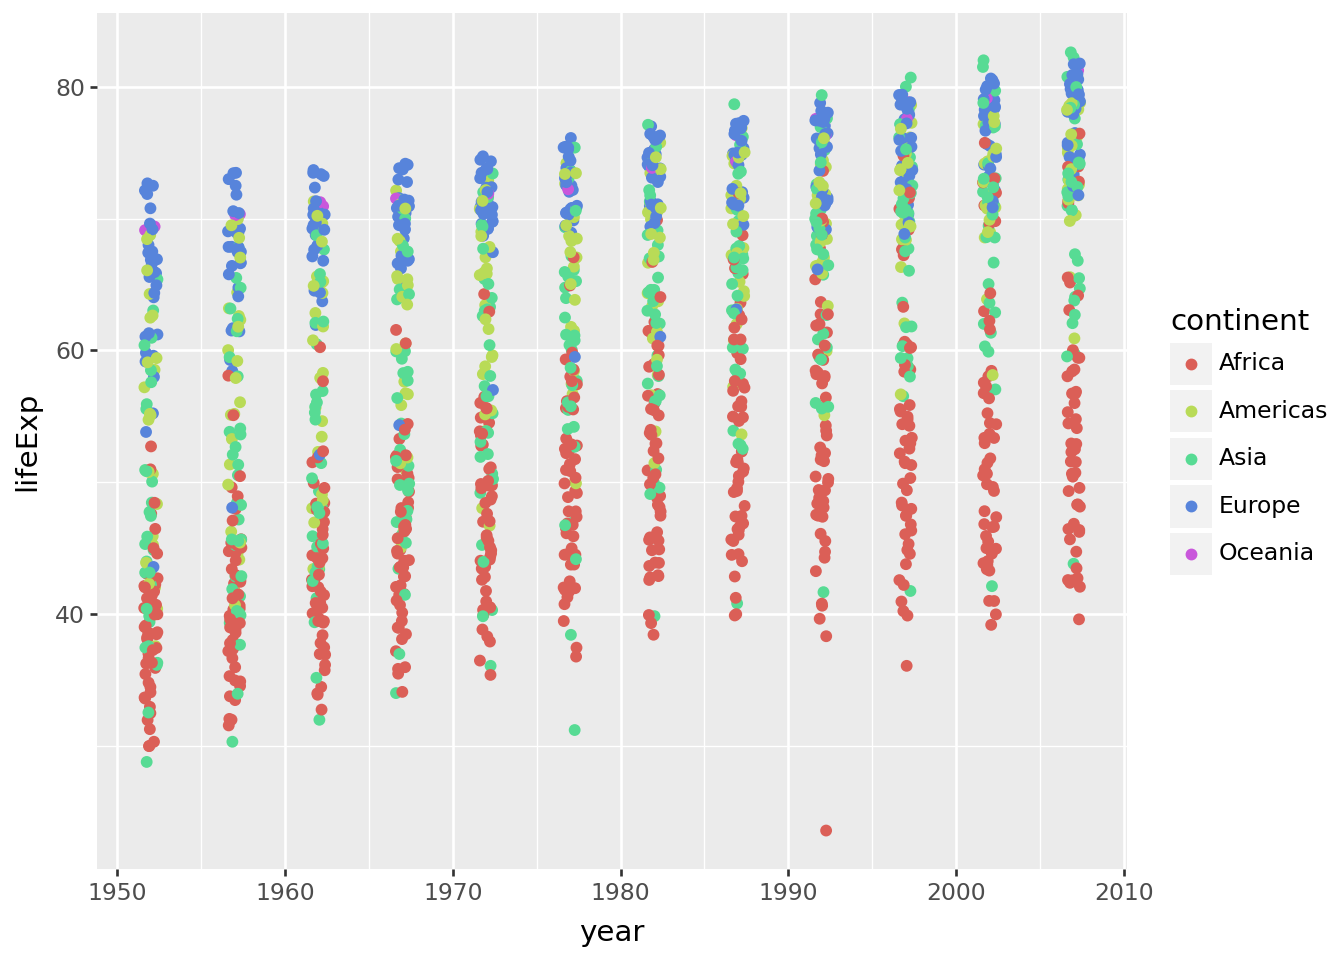 80
60
40
lifeExp
1950
1960
1970
1980
1990
2000
2010
year
continent
Africa
Americas
Asia
Europe
Oceania